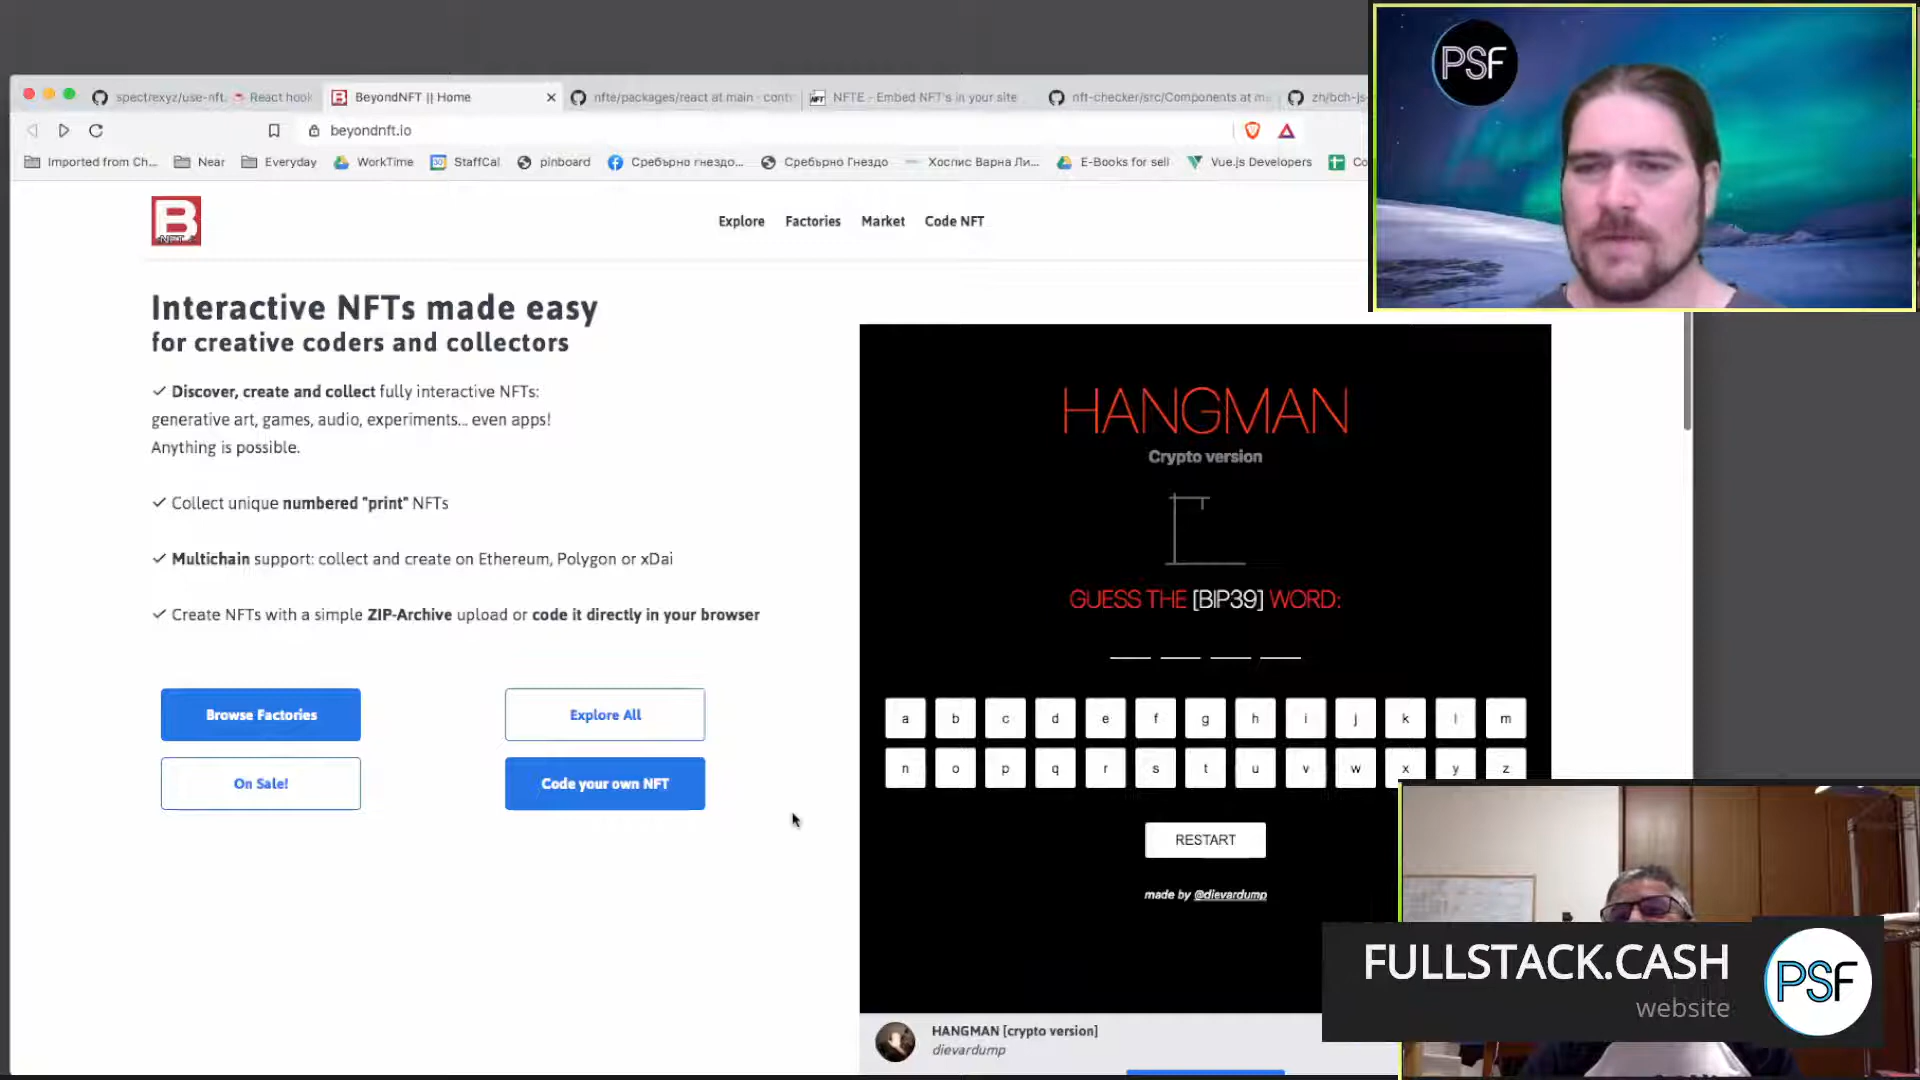 PSF
spectrexyz/use-nft:
React hook
BeyondNFT || Home
nfte/packages/react at main · cont
NFTE - Embed NFT's in your site
nft-checker/src/Components at m
zh/bch-js
beyondnft.io
Imported from Ch...
Near
Everyday
WorkTime
StaffCal
pinboard
Сребърно гнездо...
Сребърно Гнездо
Хоспис Варна Ли...
E-Books for sell
Vue.js Developers
Co
B
NFT
Explore
Factories
Market
Code NFT
Interactive NFTs made easy
for creative coders and collectors
✓ Discover, create and collect fully interactive NFTs:
generative art, games, audio, experiments... even apps!
Anything is possible.
✓ Collect unique numbered "print" NFTs
✓ Multichain support: collect and create on Ethereum, Polygon or xDai
✓ Create NFTs with a simple ZIP-Archive upload or code it directly in your browser
Browse Factories
Explore All
On Sale!
Code your own NFT
HANGMAN
Crypto version
GUESS THE [BIP39] WORD:
a b c d e f g h i j k l m
n o p q r s t u v w x y z
RESTART
made by @dievardump
HANGMAN [crypto version]
dievardump
FULLSTACK.CASH
website
PSF